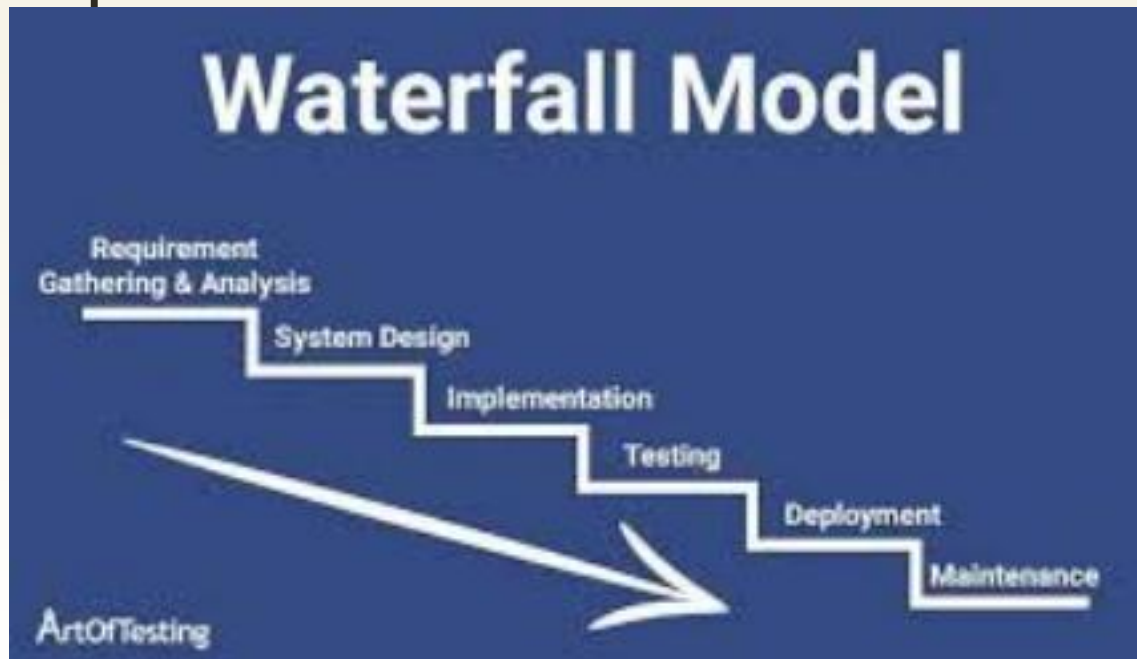 Waterfall Model
Requirement
Gathering & Analysis
System Design
Implementation
Testing
Deployment
Maintenance
ArtOfTesting